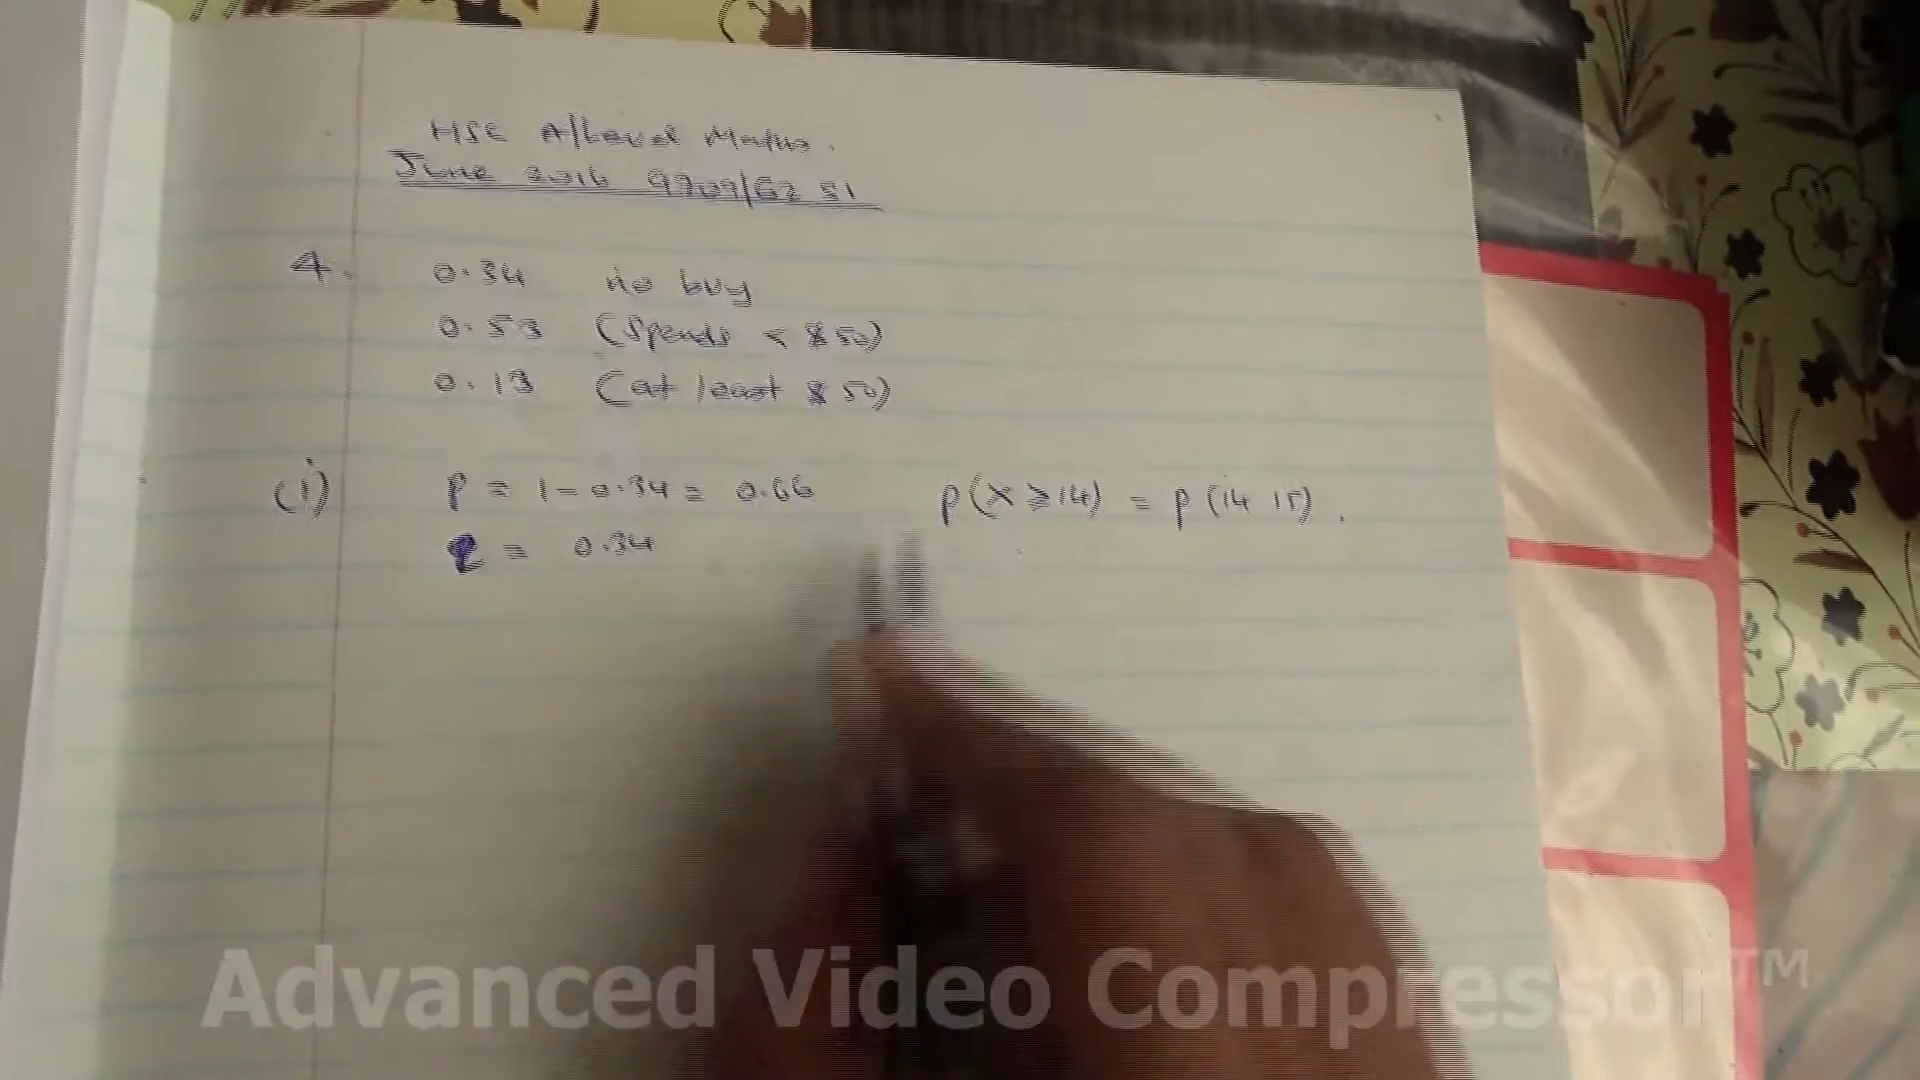 HSC A/Level Maths.
June 2016 9709/62 S1
4. 0.34 No buy
0.53 (Spends < $50)
0.13 (at least $50)
(i) p = 1-0.34 = 0.66 p(x ≥ 14) = p(14 15).
q = 0.34
Advanced Video Compressor™